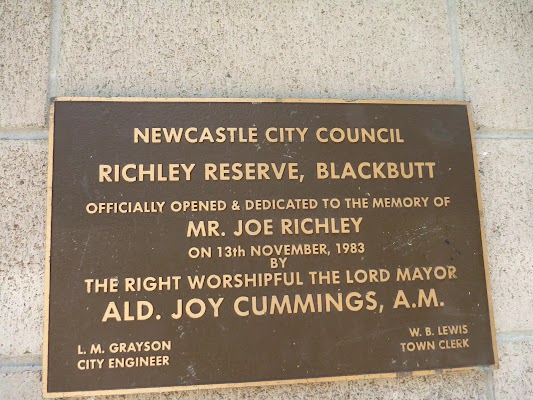 NEWCASTLE CITY COUNCIL
RICHLEY RESERVE, BLACKBUTT
OFFICIALLY OPENED & DEDICATED TO THE MEMORY OF
MR. JOE RICHLEY
ON 13th NOVEMBER, 1983
BY
THE RIGHT WORSHIPFUL THE LORD MAYOR
ALD. JOY CUMMINGS, A.M.
L. M. GRAYSON
CITY ENGINEER
W. B. LEWIS
TOWN CLERK